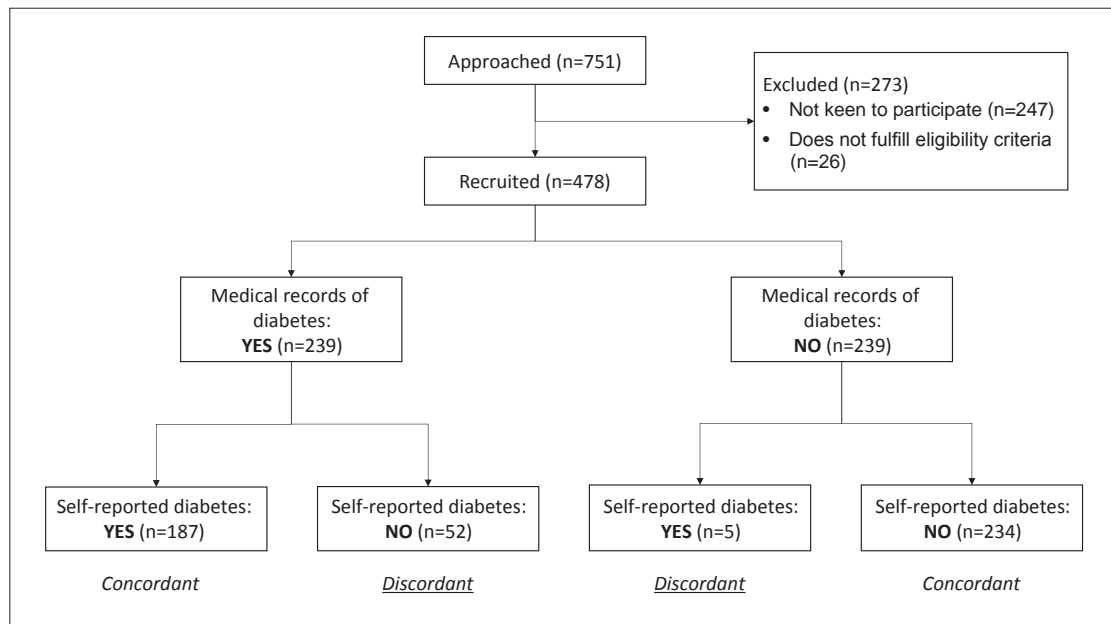 Approached (n=751)
Excluded (n=273)
• Not keen to participate (n=247)
• Does not fulfill eligibility criteria
(n=26)
Recruited (n=478)
Medical records of
diabetes:
YES (n=239)
Medical records of
diabetes:
NO (n=239)
Self-reported diabetes:
YES (n=187)
Self-reported diabetes:
NO (n=52)
Self-reported diabetes:
YES (n=5)
Self-reported diabetes:
NO (n=234)
Concordant
Discordant
Discordant
Concordant